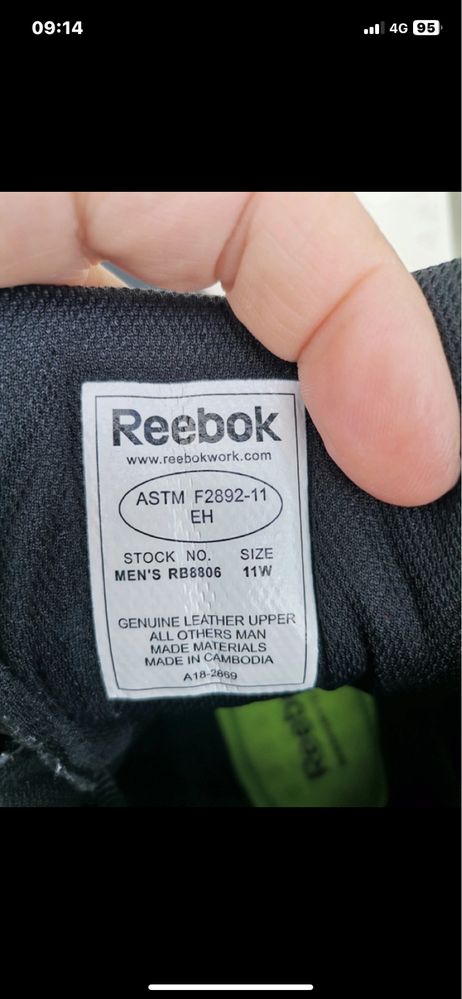 09:14
4G 95
Reebok
www.reebokwork.com
ASTM F2892-11
EH
STOCK NO. SIZE
MEN'S RB8806 11W
GENUINE LEATHER UPPER
ALL OTHERS MAN
MADE MATERIALS
MADE IN CAMBODIA
A18-2669
Reebok